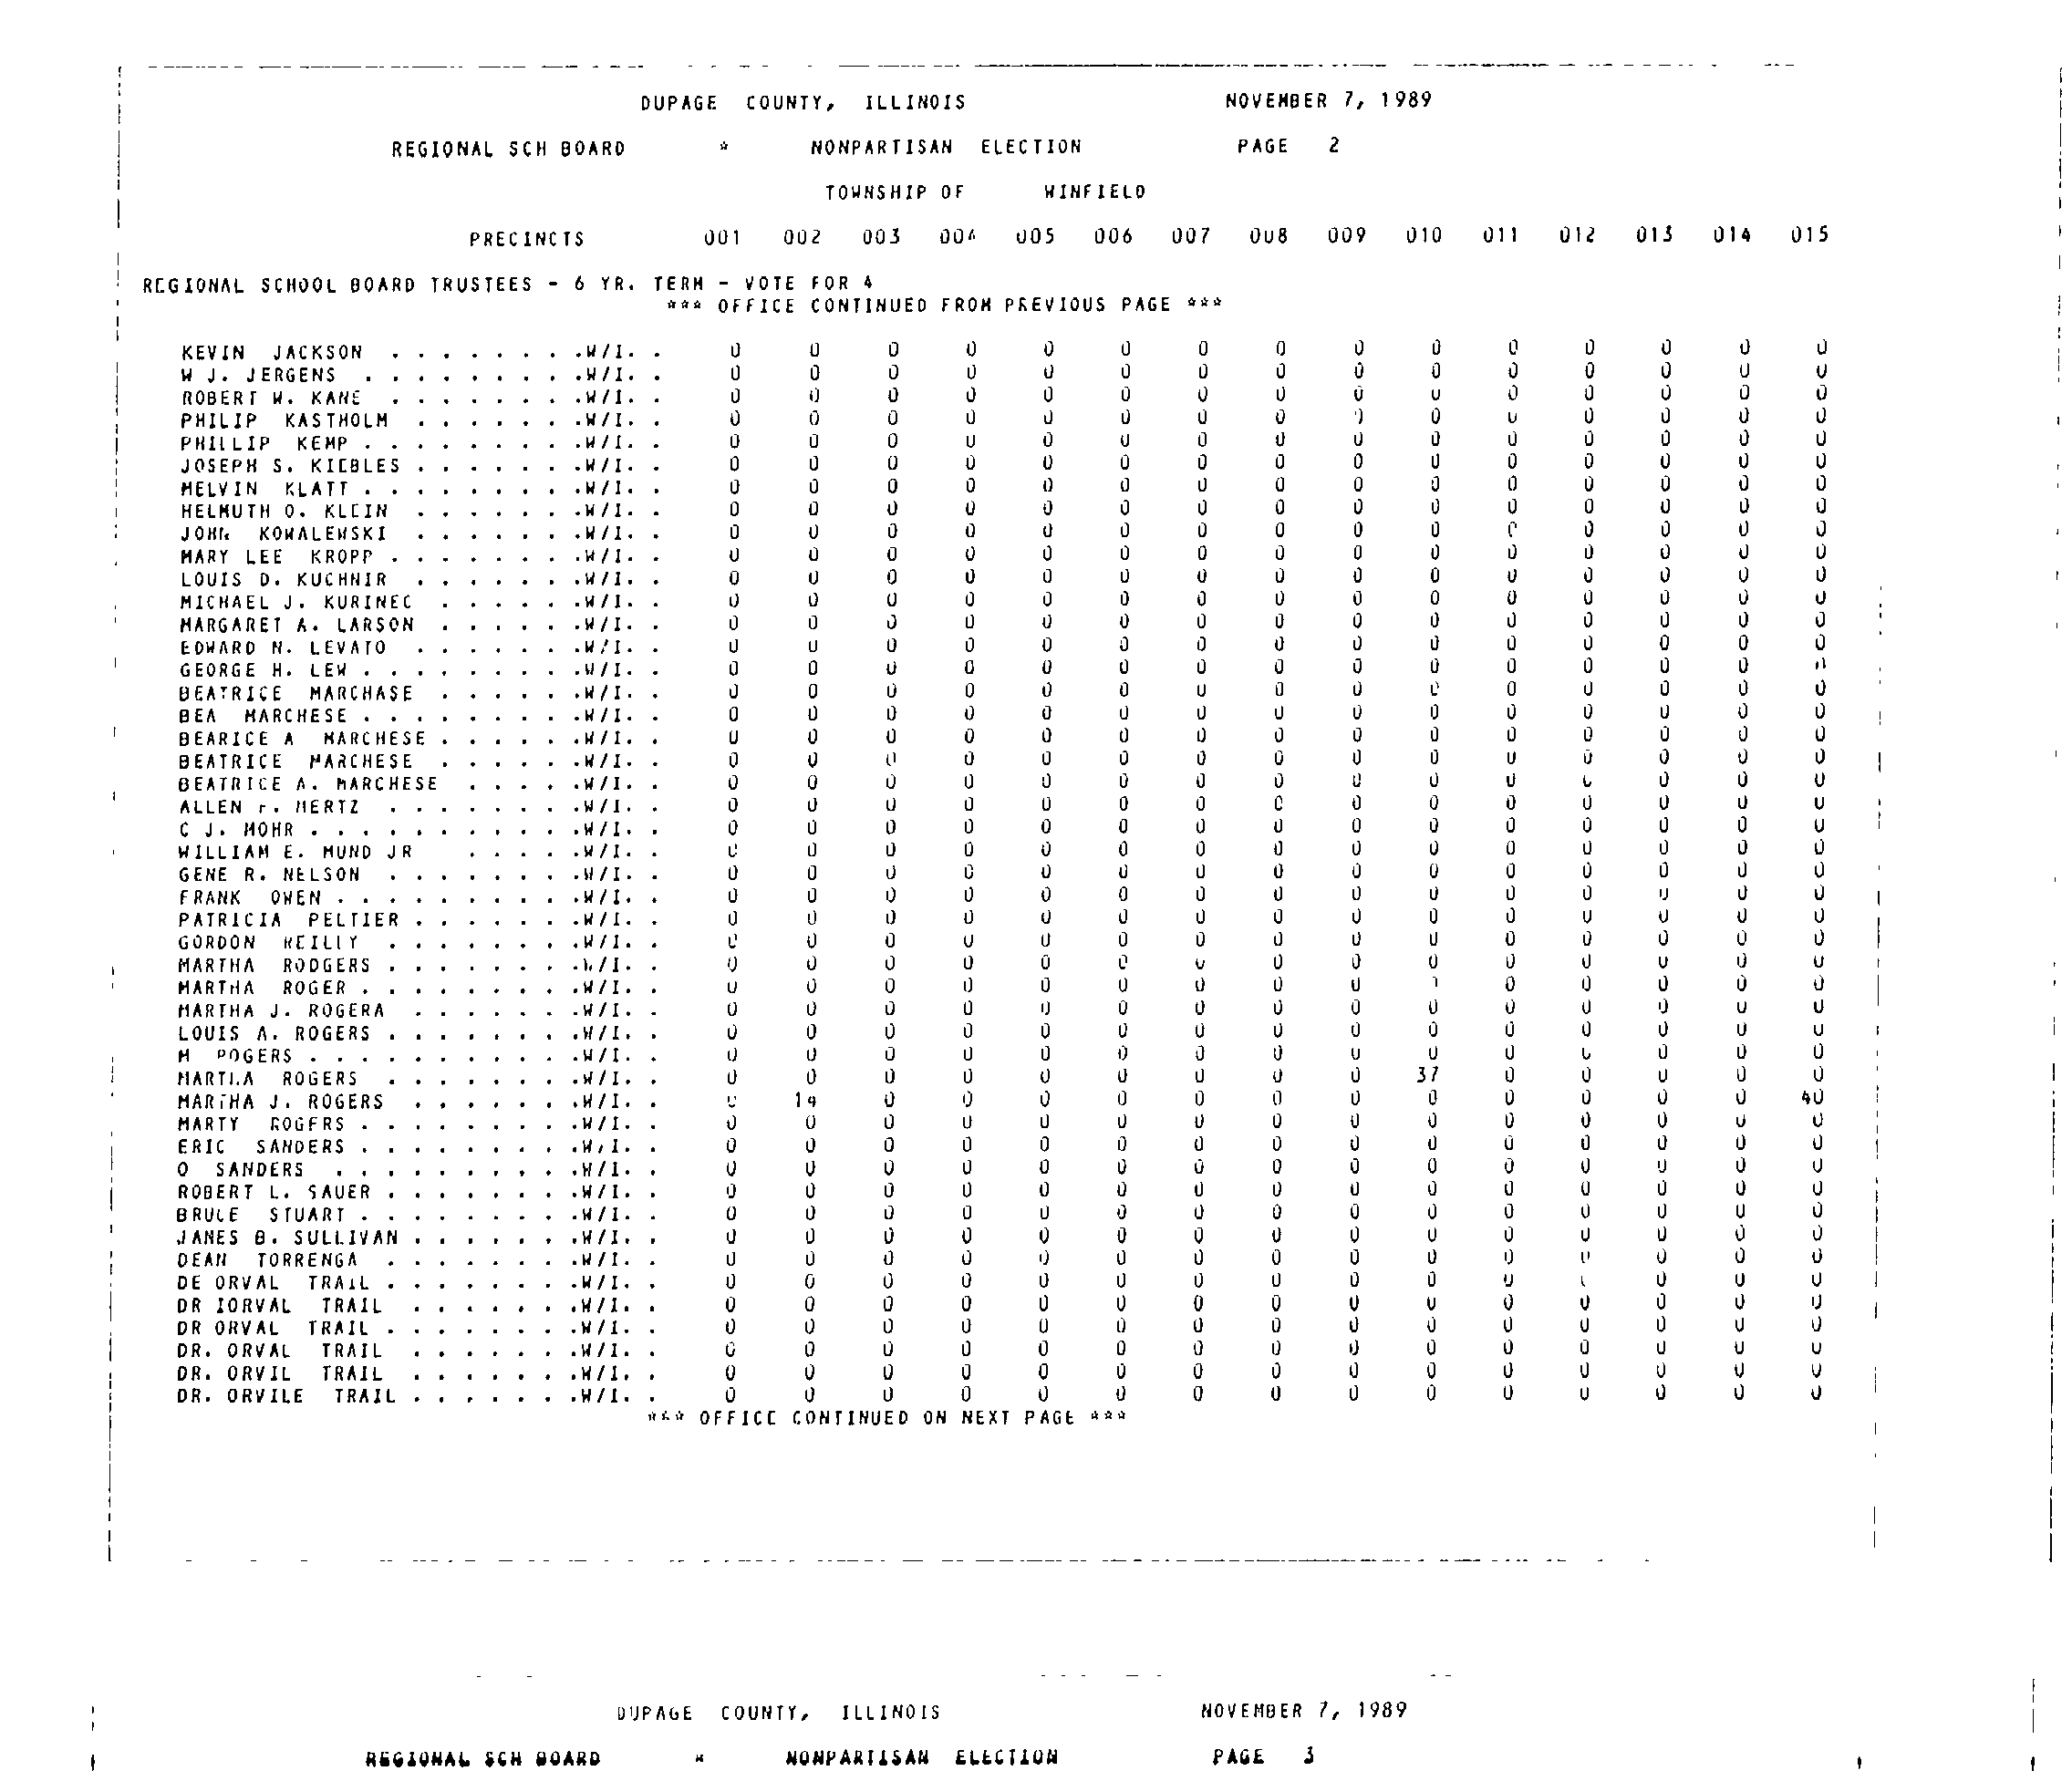 DUPAGE COUNTY, ILLINOIS NOVEMBER 7, 1989
REGIONAL SCH BOARD * NONPARTISAN ELECTION PAGE 2
TOWNSHIP OF WINFIELD
PRECINCTS 001 002 003 004 005 006 007 008 009 010 011 012 013 014 015
REGIONAL SCHOOL BOARD TRUSTEES - 6 YR. TERM - VOTE FOR 4
*** OFFICE CONTINUED FROM PREVIOUS PAGE ***
KEVIN JACKSON . . . . . . . .W/I. . 0 0 0 0 0 0 0 0 0 0 0 0 0 0 0
W J. JERGENS . . . . . . . . .W/I. . 0 0 0 0 0 0 0 0 0 0 0 0 0 0 0
ROBERT W. KANE . . . . . . . .W/I. . 0 0 0 0 0 0 0 0 0 0 0 0 0 0 0
PHILIP KASTHOLM . . . . . . .W/I. . 0 0 0 0 0 0 0 0 0 0 0 0 0 0 0
PHILLIP KEMP . . . . . . . . .W/I. . 0 0 0 0 0 0 0 0 0 0 0 0 0 0 0
JOSEPH S. KIEBLES . . . . . . .W/I. . 0 0 0 0 0 0 0 0 0 0 0 0 0 0 0
MELVIN KLATT . . . . . . . . .W/I. . 0 0 0 0 0 0 0 0 0 0 0 0 0 0 0
HELMUTH O. KLEIN . . . . . . .W/I. . 0 0 0 0 0 0 0 0 0 0 0 0 0 0 0
JOHN KOWALEWSKI . . . . . . .W/I. . 0 0 0 0 0 0 0 0 0 0 0 0 0 0 0
MARY LEE KROPP . . . . . . . .W/I. . 0 0 0 0 0 0 0 0 0 0 0 0 0 0 0
LOUIS D. KUCHNIR . . . . . . .W/I. . 0 0 0 0 0 0 0 0 0 0 0 0 0 0 0
MICHAEL J. KURINEC . . . . . .W/I. . 0 0 0 0 0 0 0 0 0 0 0 0 0 0 0
MARGARET A. LARSON . . . . . .W/I. . 0 0 0 0 0 0 0 0 0 0 0 0 0 0 0
EDWARD N. LEVATO . . . . . . .W/I. . 0 0 0 0 0 0 0 0 0 0 0 0 0 0 0
GEORGE H. LEW . . . . . . . . .W/I. . 0 0 0 0 0 0 0 0 0 0 0 0 0 0 0
BEATRICE MARCHASE . . . . . .W/I. . 0 0 0 0 0 0 0 0 0 0 0 0 0 0 0
BEA MARCHESE . . . . . . . . .W/I. . 0 0 0 0 0 0 0 0 0 0 0 0 0 0 0
BEARICE A MARCHESE . . . . . .W/I. . 0 0 0 0 0 0 0 0 0 0 0 0 0 0 0
BEATRICE MARCHESE . . . . . .W/I. . 0 0 0 0 0 0 0 0 0 0 0 0 0 0 0
BEATRICE A. MARCHESE . . . . .W/I. . 0 0 0 0 0 0 0 0 0 0 0 0 0 0 0
ALLEN F. MERTZ . . . . . . . .W/I. . 0 0 0 0 0 0 0 0 0 0 0 0 0 0 0
C J. MOHR . . . . . . . . . . .W/I. . 0 0 0 0 0 0 0 0 0 0 0 0 0 0 0
WILLIAM E. MUND JR . . . . .W/I. . 0 0 0 0 0 0 0 0 0 0 0 0 0 0 0
GENE R. NELSON . . . . . . . .W/I. . 0 0 0 0 0 0 0 0 0 0 0 0 0 0 0
FRANK OWEN . . . . . . . . . .W/I. . 0 0 0 0 0 0 0 0 0 0 0 0 0 0 0
PATRICIA PELTIER . . . . . . .W/I. . 0 0 0 0 0 0 0 0 0 0 0 0 0 0 0
GORDON REILLY . . . . . . . .W/I. . 0 0 0 0 0 0 0 0 0 0 0 0 0 0 0
MARTHA RODGERS . . . . . . . .W/I. . 0 0 0 0 0 0 0 0 0 0 0 0 0 0 0
MARTHA ROGER . . . . . . . . .W/I. . 0 0 0 0 0 0 0 0 0 0 0 0 0 0 0
MARTHA J. ROGERA . . . . . . .W/I. . 0 0 0 0 0 0 0 0 0 0 0 0 0 0 0
LOUIS A. ROGERS . . . . . . . .W/I. . 0 0 0 0 0 0 0 0 0 0 0 0 0 0 0
M ROGERS . . . . . . . . . . .W/I. . 0 0 0 0 0 0 0 0 0 0 0 0 0 0 0
MARTHA ROGERS . . . . . . . .W/I. . 0 0 0 0 0 0 0 0 0 37 0 0 0 0 0
MARTHA J. ROGERS . . . . . . .W/I. . 0 19 0 0 0 0 0 0 0 0 0 0 0 0 40
MARTY ROGERS . . . . . . . . .W/I. . 0 0 0 0 0 0 0 0 0 0 0 0 0 0 0
ERIC SANDERS . . . . . . . . .W/I. . 0 0 0 0 0 0 0 0 0 0 0 0 0 0 0
O SANDERS . . . . . . . . . .W/I. . 0 0 0 0 0 0 0 0 0 0 0 0 0 0 0
ROBERT L. SAUER . . . . . . . .W/I. . 0 0 0 0 0 0 0 0 0 0 0 0 0 0 0
BRUCE STUART . . . . . . . . .W/I. . 0 0 0 0 0 0 0 0 0 0 0 0 0 0 0
JAMES B. SULLIVAN . . . . . . .W/I. . 0 0 0 0 0 0 0 0 0 0 0 0 0 0 0
DEAN TORRENGA . . . . . . . .W/I. . 0 0 0 0 0 0 0 0 0 0 0 0 0 0 0
DE ORVAL TRAIL . . . . . . . .W/I. . 0 0 0 0 0 0 0 0 0 0 0 0 0 0 0
DR IORVAL TRAIL . . . . . . .W/I. . 0 0 0 0 0 0 0 0 0 0 0 0 0 0 0
DR ORVAL TRAIL . . . . . . . .W/I. . 0 0 0 0 0 0 0 0 0 0 0 0 0 0 0
DR. ORVAL TRAIL . . . . . . .W/I. . 0 0 0 0 0 0 0 0 0 0 0 0 0 0 0
DR. ORVIL TRAIL . . . . . . .W/I. . 0 0 0 0 0 0 0 0 0 0 0 0 0 0 0
DR. ORVILE TRAIL . . . . . . .W/I. . 0 0 0 0 0 0 0 0 0 0 0 0 0 0 0
*** OFFICE CONTINUED ON NEXT PAGE ***
DUPAGE COUNTY, ILLINOIS NOVEMBER 7, 1989
REGIONAL SCH BOARD * NONPARTISAN ELECTION PAGE 3